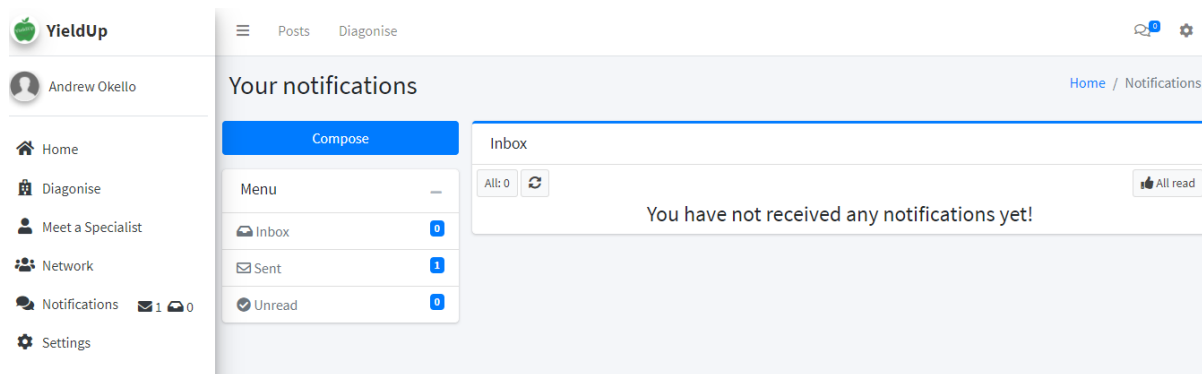 YieldUp
Posts Diagonise 0
Andrew Okello
Your notifications
Home / Notifications
Home
Diagonise
Meet a Specialist
Network
Notifications 1 0
Settings
Compose
Menu
Inbox 0
Sent 1
Unread 0
Inbox
All: 0 All read
You have not received any notifications yet!